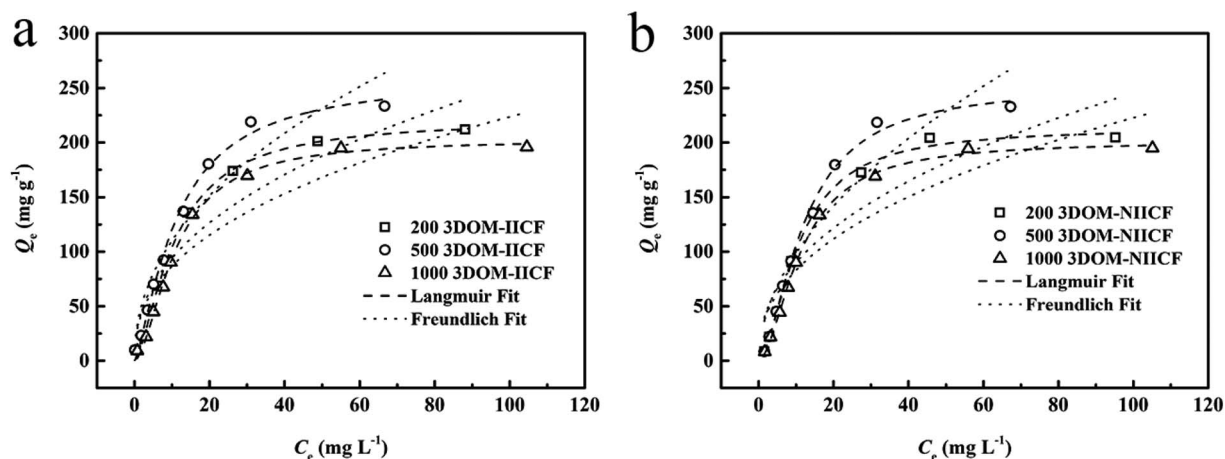 a
300
250
200
150
100
50
0
Qe (mg g-1)
0 20 40 60 80 100 120
Ce (mg L-1)
200 3DOM-IICF
500 3DOM-IICF
1000 3DOM-IICF
Langmuir Fit
Freundlich Fit
b
300
250
200
150
100
50
0
Qe (mg g-1)
0 20 40 60 80 100 120
Ce (mg L-1)
200 3DOM-NIICF
500 3DOM-NIICF
1000 3DOM-NIICF
Langmuir Fit
Freundlich Fit